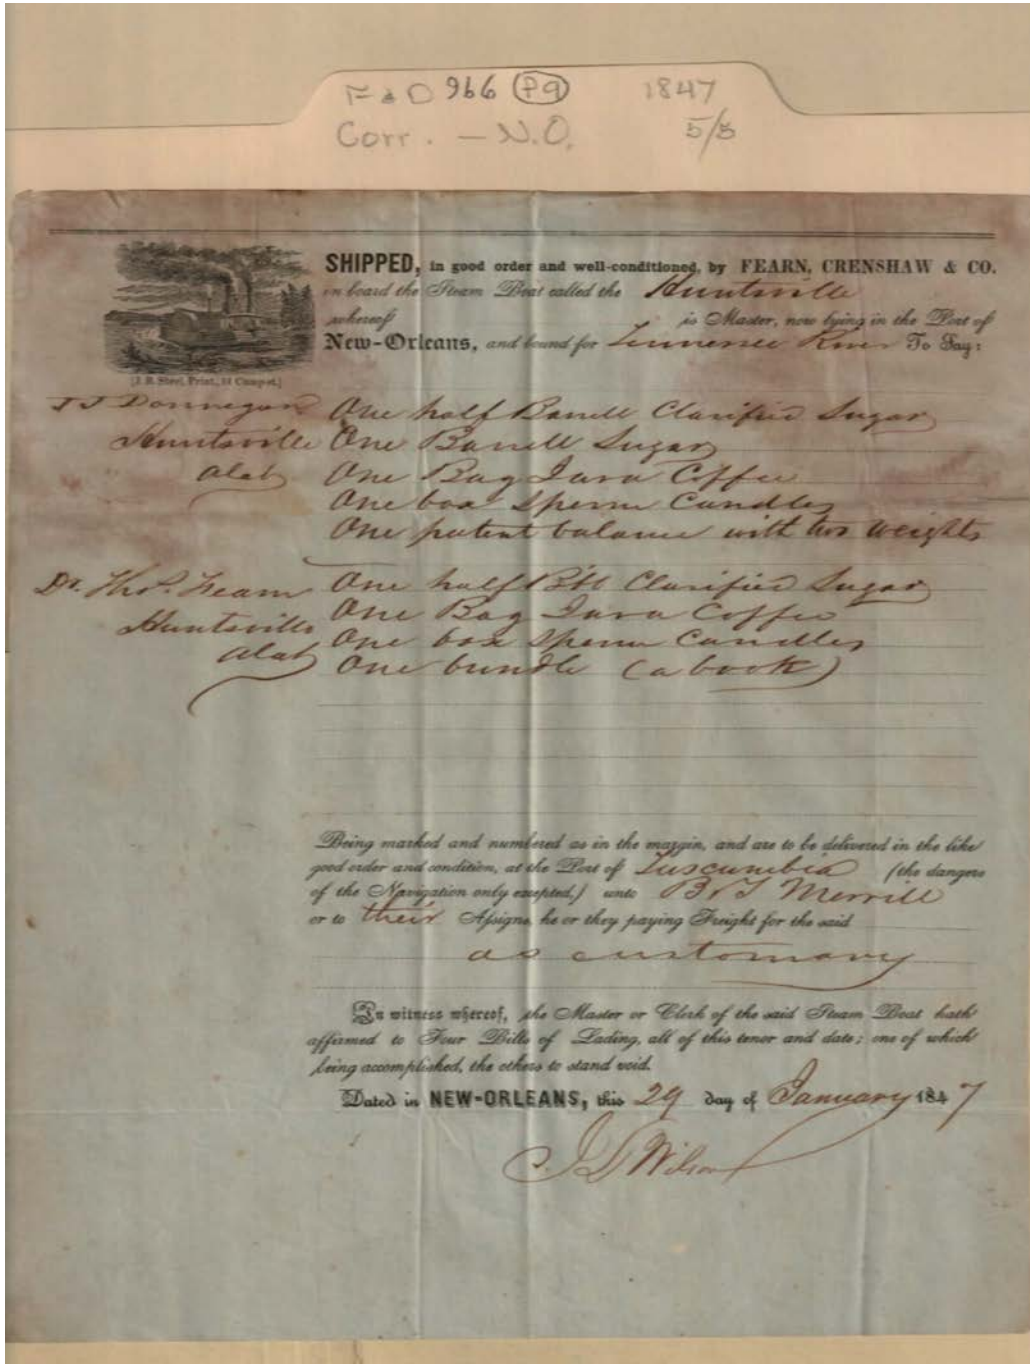 F & D 966 (P9) 1847
Corr. – N.O. 5/3
SHIPPED, in good order and well-conditioned, by FEARN, CRENSHAW & CO.
on board the Steam Boat called the Huntsville
whereof is Master, now lying in the Port of
New-Orleans, and bound for Tennessee River To Say:
[J. B. Steel, Print., 14 Camp st.]
J J Donnegan One half Barrell Clarified Sugar
Huntsville One Barrell Sugar
Alab One Bag Java Coffee
One box Sperm Candles
One patent balance with two weights
Dr. Thos. Fearn One half Bbl Clarified Sugar
Huntsville One Bag Java Coffee
Alab One box Sperm Candles
One bundle (a book)
Being marked and numbered as in the margin, and are to be delivered in the like
good order and condition, at the Port of Tuscumbia (the dangers
of the Navigation only excepted,) unto B & J Merrill
or to their Assigns, he or they paying Freight for the said
as customary
In witness whereof, the Master or Clerk of the said Steam Boat hath
affirmed to Four Bills of Lading, all of this tenor and date; one of which
being accomplished, the others to stand void.
Dated in NEW-ORLEANS, this 29 day of January 1847
Wilson